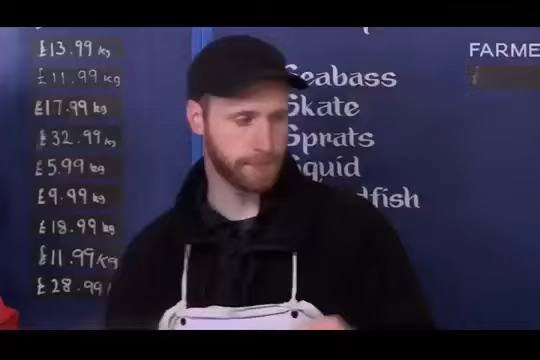 £13.99 kg
£11.99 kg
£17.99 kg
£32.99 kg
£5.99 kg
£9.99 kg
£18.99 kg
£11.99 kg
£28.99
Seabass
Skate
Sprats
Squid
dfish
FARME